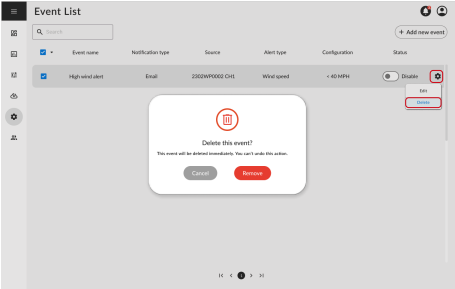 Event List
Search
+ Add new event
Event name Notification type Source Alert type Configuration Status
High wind alert Email 2302WP0002 CH1 Wind speed < 40 MPH Disable
Edit
Delete
Delete this event?
This event will be deleted immediately. You can't undo this action.
Cancel Remove
1